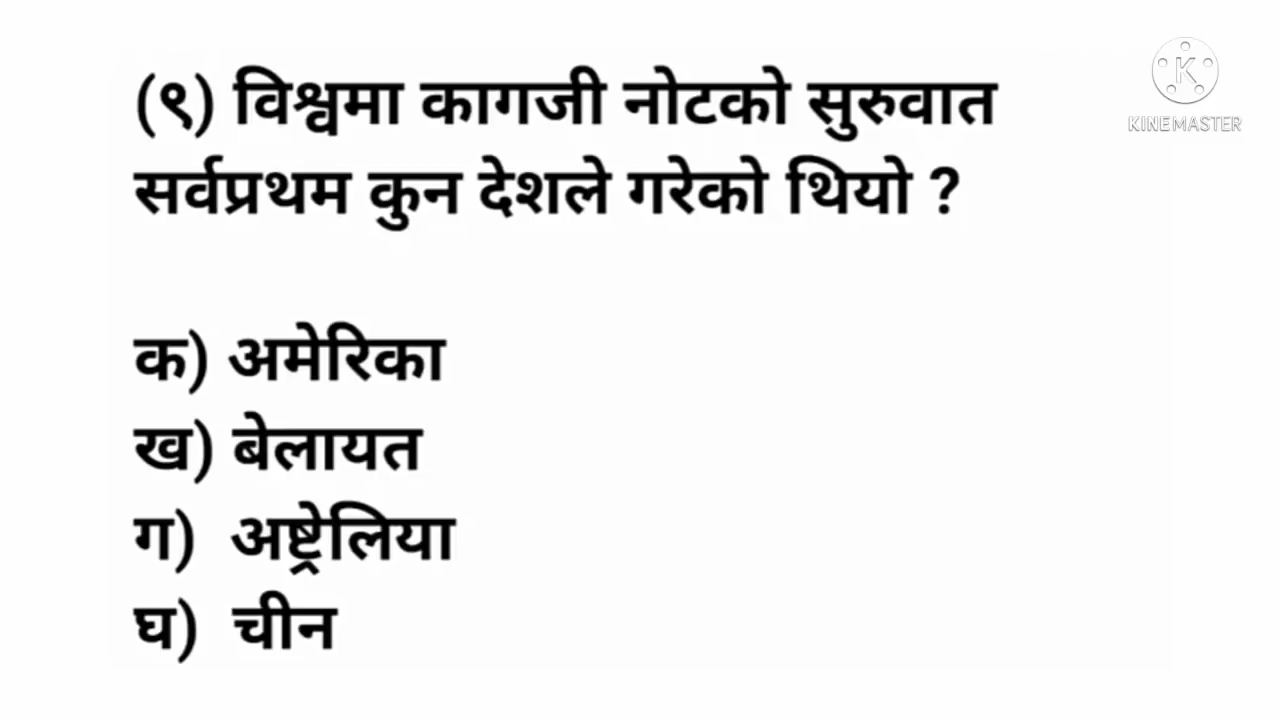 (९) विश्वमा कागजी नोटको सुरुवात
सर्वप्रथम कुन देशले गरेको थियो ?
क) अमेरिका
ख) बेलायत
ग) अष्ट्रेलिया
घ) चीन
K
KINEMASTER